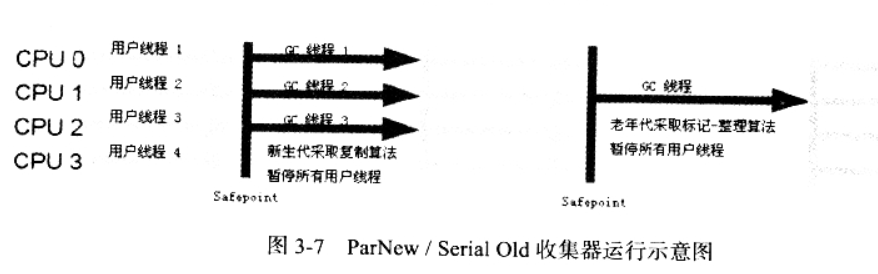 CPU 0 用户线程 1 GC 线程 1
CPU 1 用户线程 2 GC 线程 2 GC 线程
CPU 2 用户线程 3 GC 线程 3 老年代采取标记-整理算法
CPU 3 用户线程 4 新生代采取复制算法 暂停所有用户线程
暂停所有用户线程
Safepoint Safepoint
图 3-7 ParNew / Serial Old 收集器运行示意图